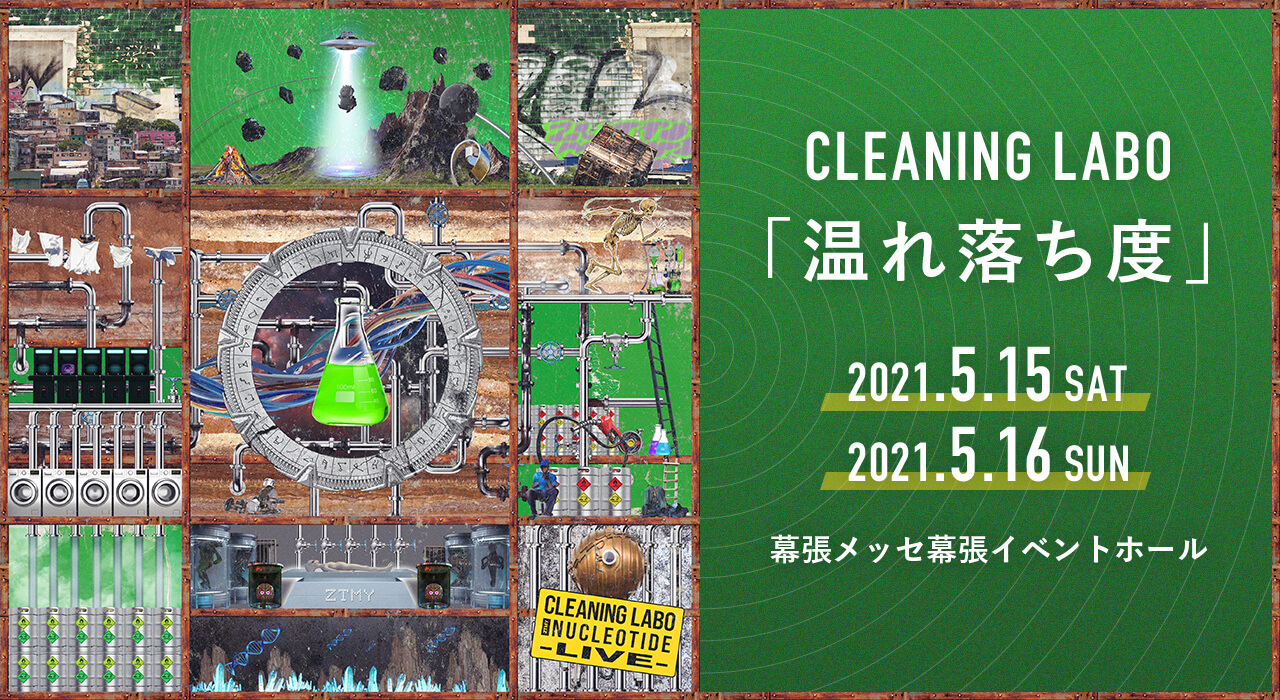 CLEANING LABO
「温れ落ち度」
2021.5.15 SAT
2021.5.16 SUN
幕張メッセ幕張イベントホール
100ml
ZTMY
CLEANING LABO
NUCLEOTIDE
-LIVE-